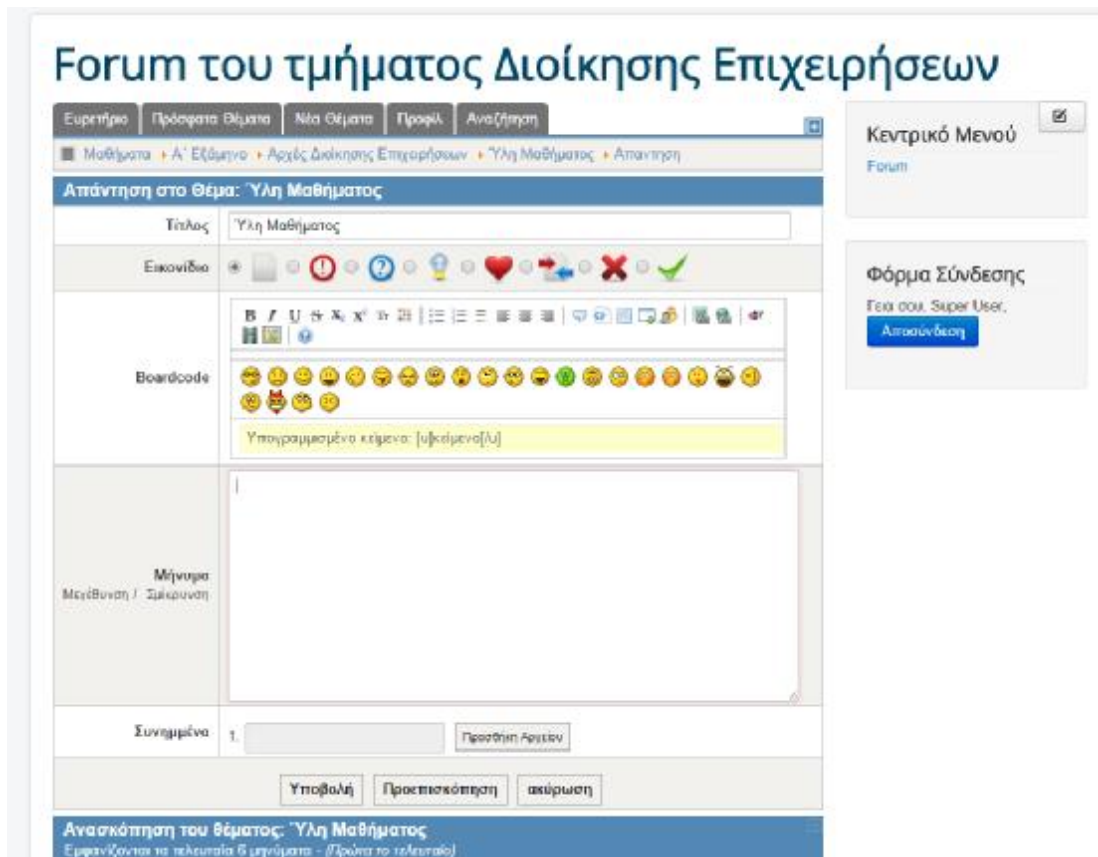 Forum του τμήματος Διοίκησης Επιχειρήσεων
Ευρετήριο Πρόσφατα Θέματα Νέα Θέματα Προφίλ Αναζήτηση
Μαθήματα Α' Εξάμηνο Αρχές Διοίκησης Επιχειρήσεων Ύλη Μαθήματος Απαντηση
Απάντηση στο Θέμα: Ύλη Μαθήματος
Τίτλος Ύλη Μαθήματος
Εικονίδιο
B I U
Boardcode
Υπογραμμισμένο κείμενο: [u]κείμενο[/u]
Μήνυμα
Μεγέθυνση / Σμίκρυνση
Συνημμένα 1. Προσθήκη Αρχείου
Υποβολή Προεπισκόπηση ακύρωση
Ανασκόπηση του θέματος: Ύλη Μαθήματος
Εμφανίζονται τα τελευταία 6 μηνύματα - (Πρώτα το τελευταίο)
Κεντρικό Μενού
Forum
Φόρμα Σύνδεσης
Γεια σου, Super User,
Αποσύνδεση